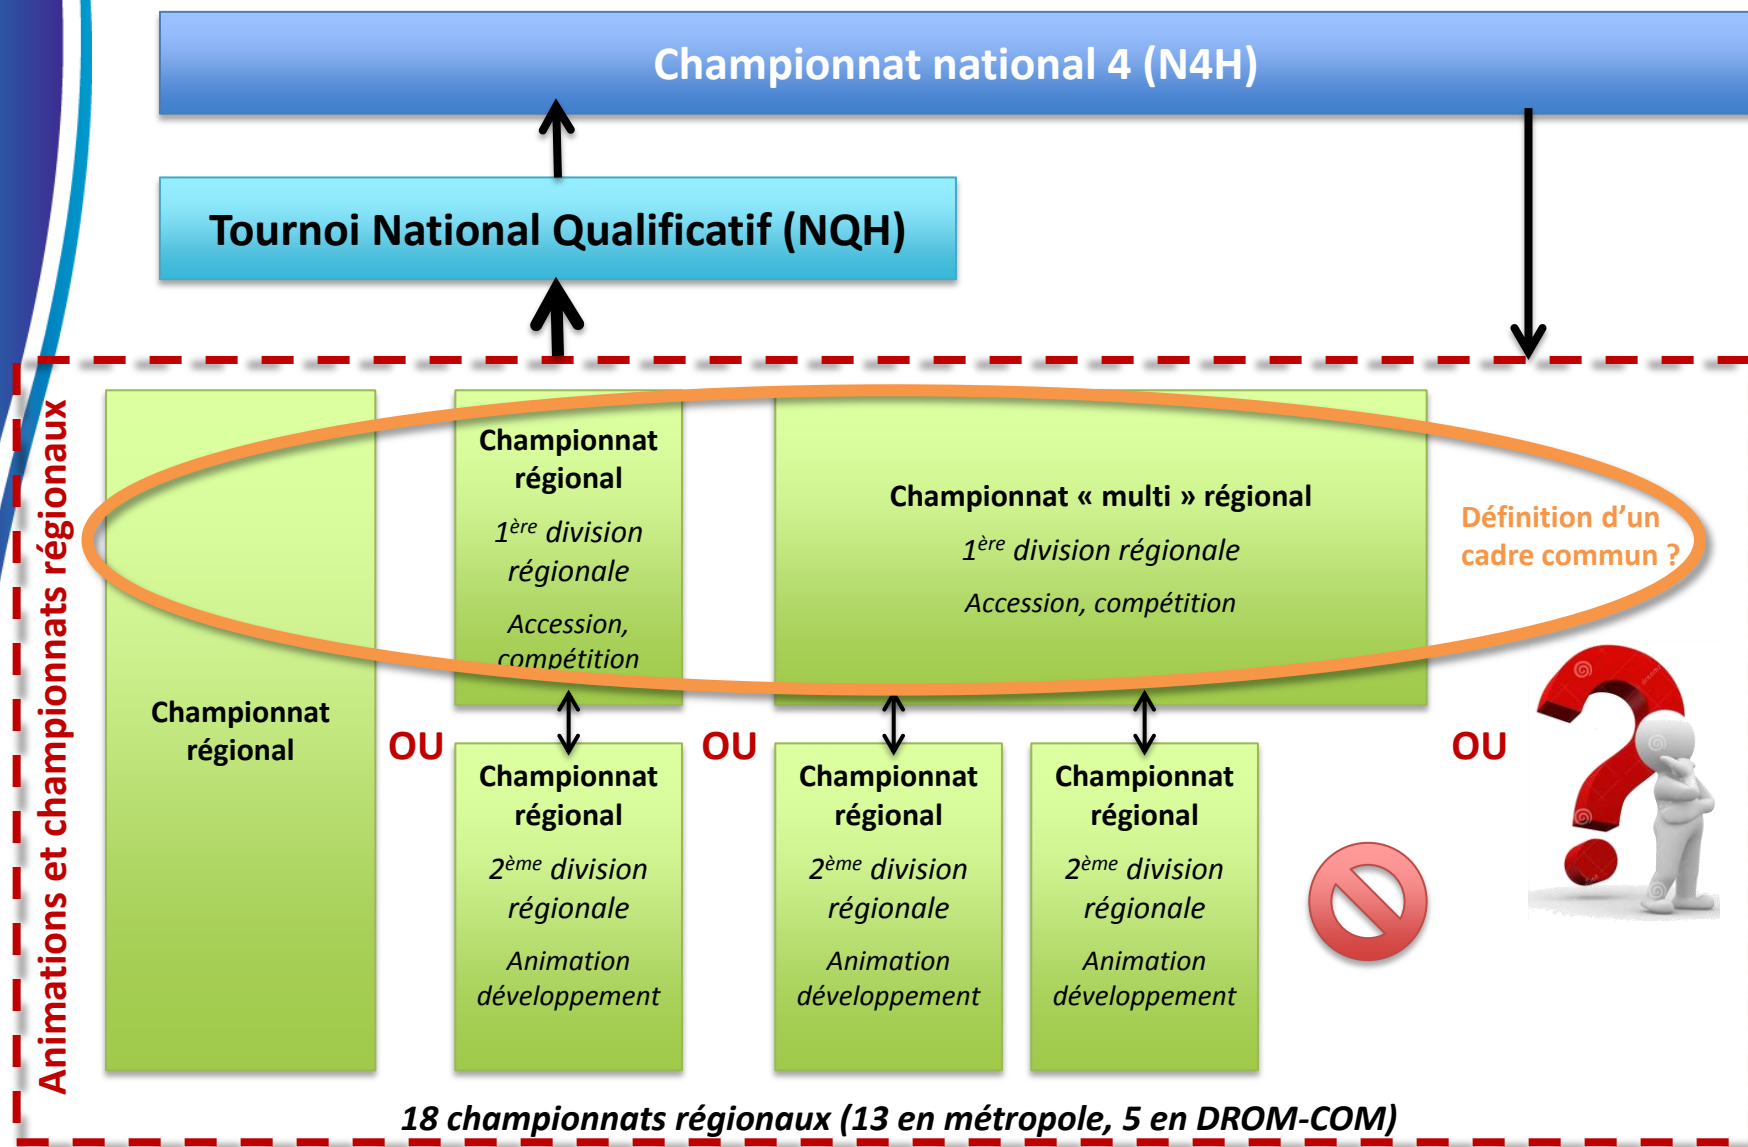 Championnat national 4 (N4H)
Tournoi National Qualificatif (NQH)
Animations et championnats régionaux
Championnat
régional
OU
Championnat
régional
1ère division
régionale
Accession,
compétition
Championnat
régional
2ème division
régionale
Animation
développement
OU
Championnat « multi » régional
1ère division régionale
Accession, compétition
Championnat
régional
2ème division
régionale
Animation
développement
Championnat
régional
2ème division
régionale
Animation
développement
Définition d'un
cadre commun ?
OU
18 championnats régionaux (13 en métropole, 5 en DROM-COM)